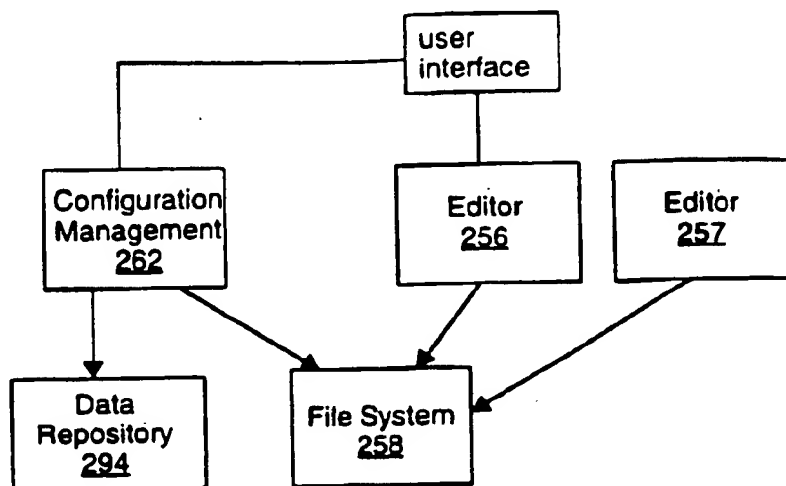 user
interface
Configuration
Management
262
Editor
256
Editor
257
Data
Repository
294
File System
258